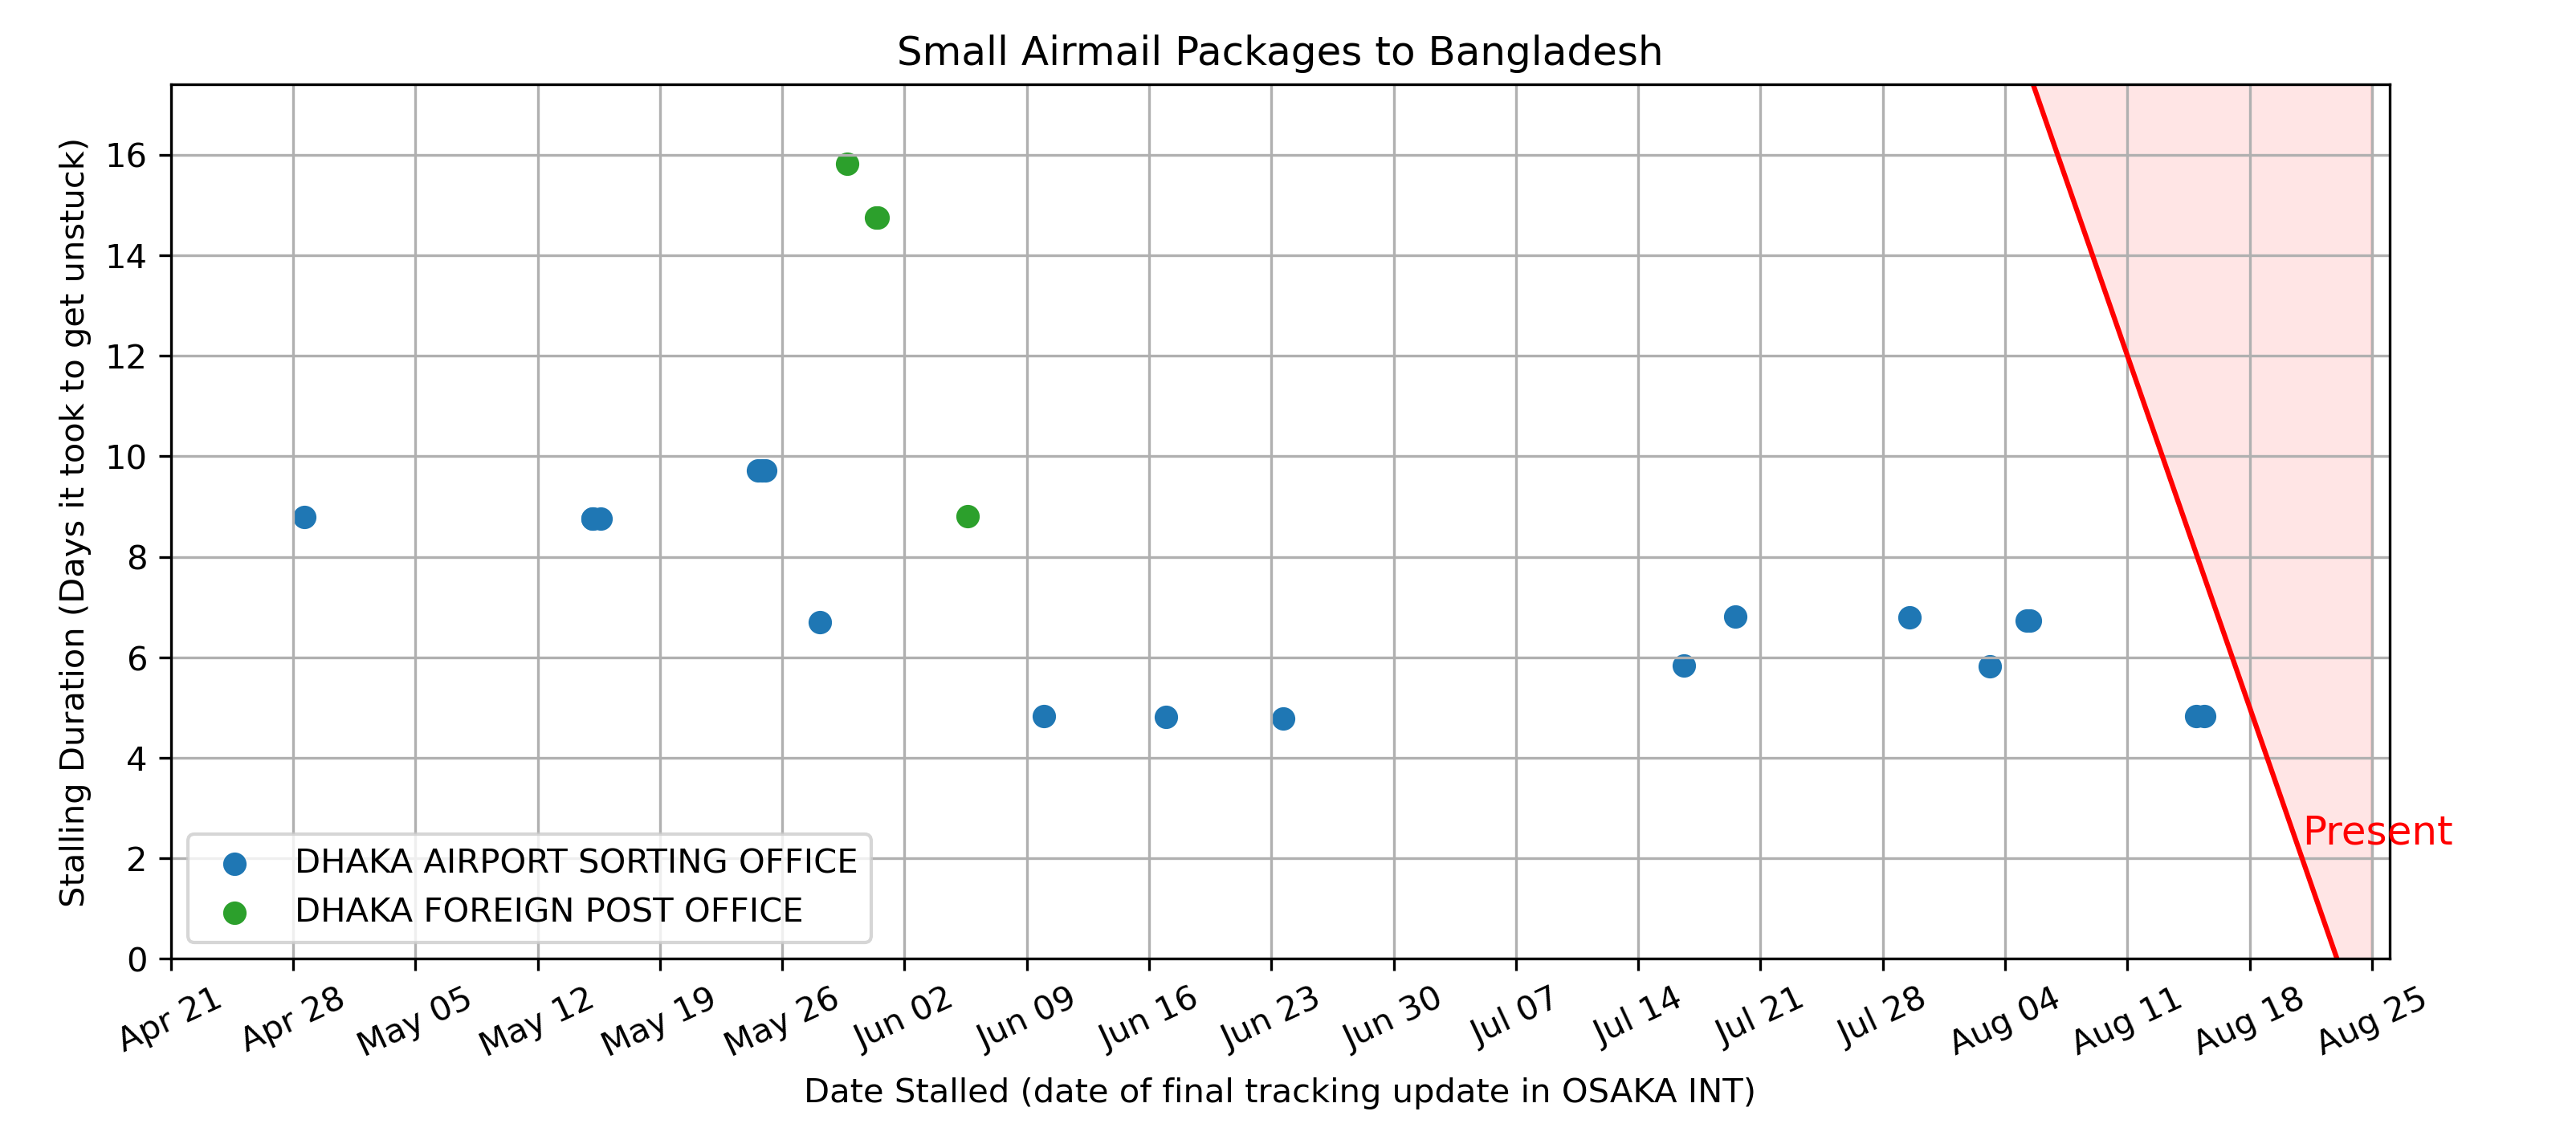 Small Airmail Packages to Bangladesh
Stalling Duration (Days it took to get unstuck)
16
14
12
10
8
6
4
2
0
Present
DHAKA AIRPORT SORTING OFFICE
DHAKA FOREIGN POST OFFICE
Apr 21
Apr 28
May 05
May 12
May 19
May 26
Jun 02
Jun 09
Jun 16
Jun 23
Jun 30
Jul 07
Jul 14
Jul 21
Jul 28
Aug 04
Aug 11
Aug 18
Aug 25
Date Stalled (date of final tracking update in OSAKA INT)